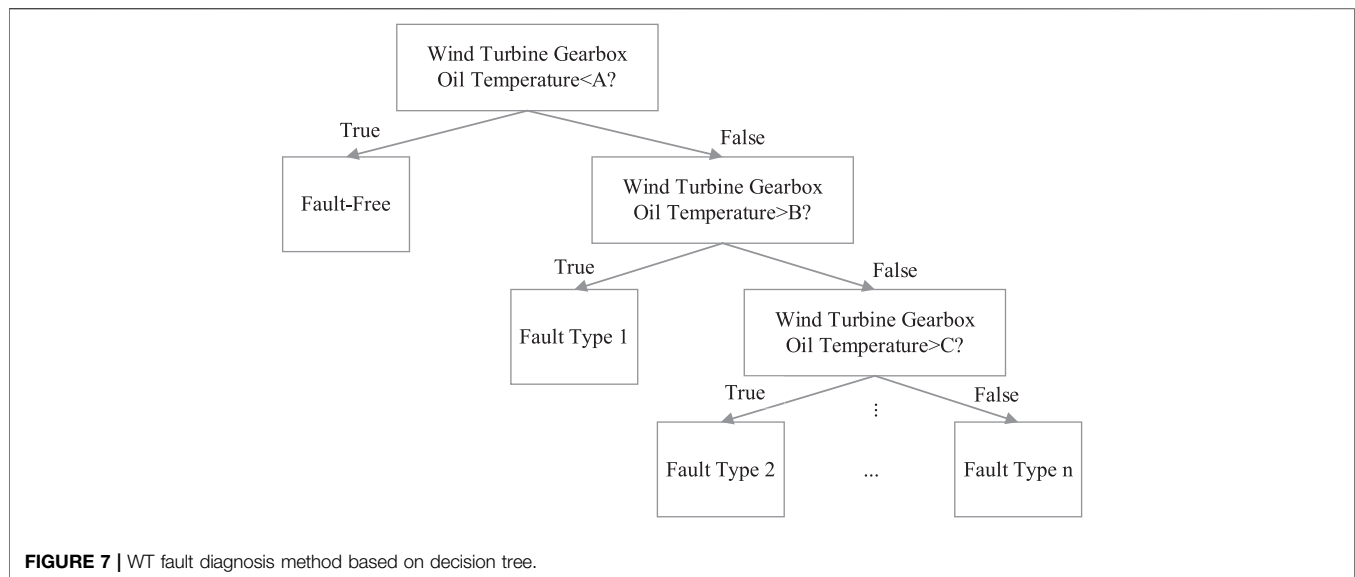 Wind Turbine Gearbox
Oil Temperature<A?
True
False
Fault-Free
Wind Turbine Gearbox
Oil Temperature>B?
True
False
Fault Type 1
Wind Turbine Gearbox
Oil Temperature>C?
True
⋮
False
Fault Type 2
...
Fault Type n
FIGURE 7 | WT fault diagnosis method based on decision tree.